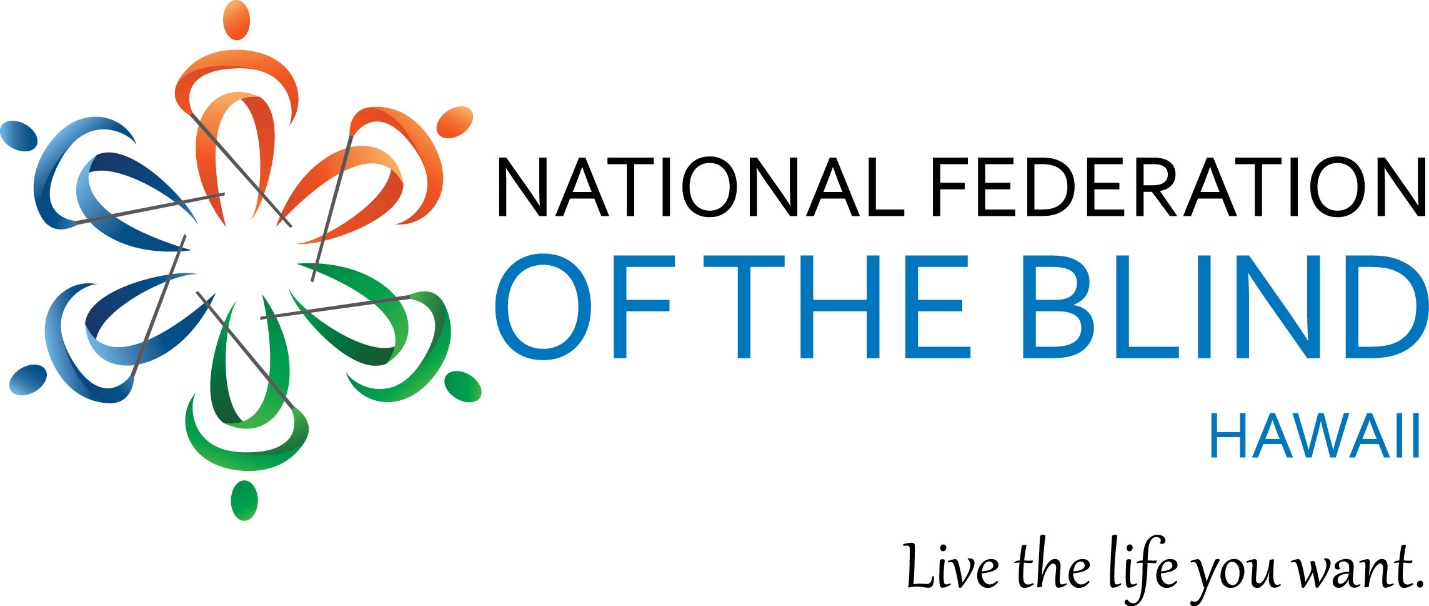 NATIONAL FEDERATION
OF THE BLIND
HAWAII
Live the life you want.